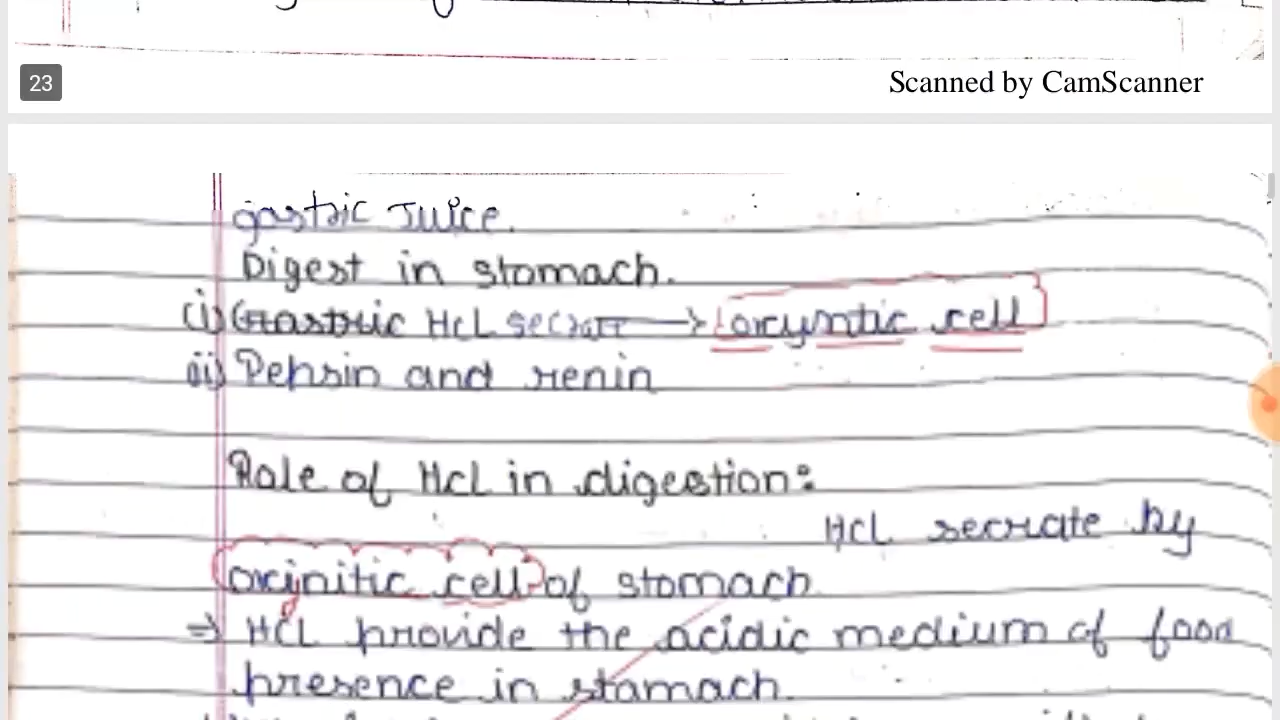 23
Scanned by CamScanner
gastric Juice.
Digest in stomach.
(i) Gastric HCL secrate → oxyntic cell
(ii) Pepsin and renin
Role of HCL in digestion:
HCL secrate by
oxinitic cell of stomach
⇒ HCL provide the acidic medium of food
presence in stamach.